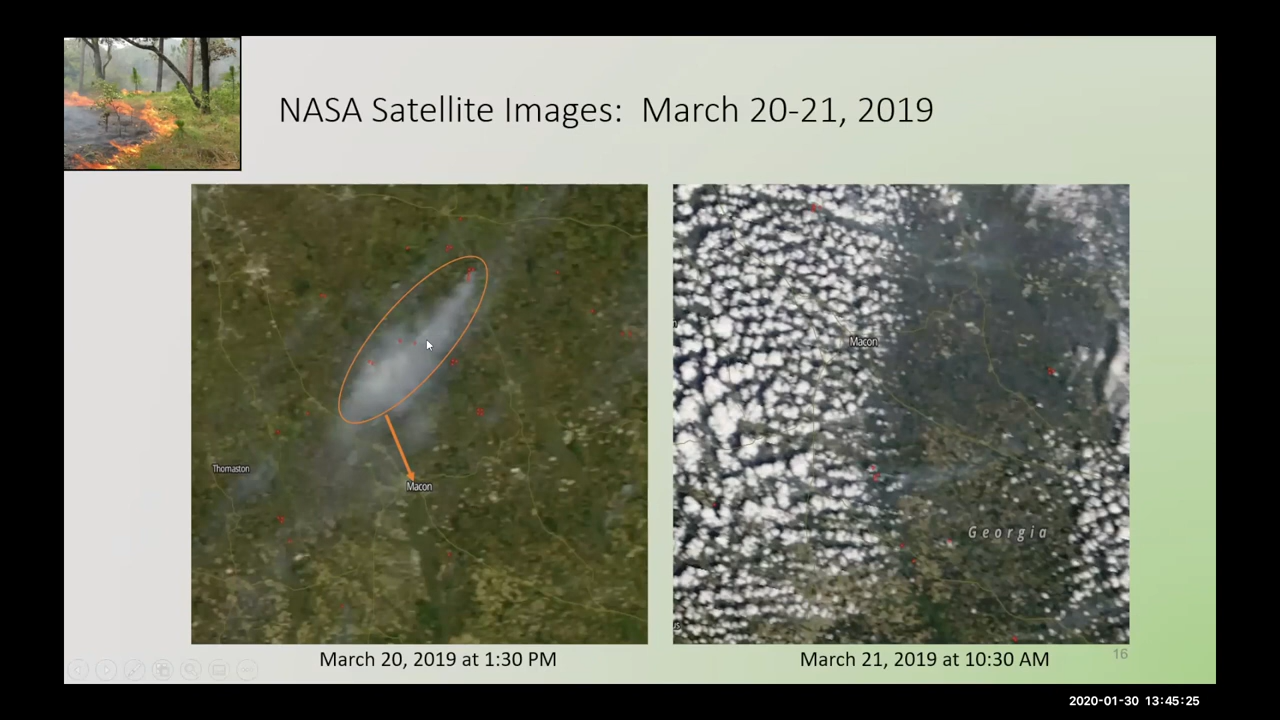 NASA Satellite Images: March 20-21, 2019
Thomaston
Macon
Macon
Georgia
March 20, 2019 at 1:30 PM
March 21, 2019 at 10:30 AM
16
2020-01-30 13:45:25